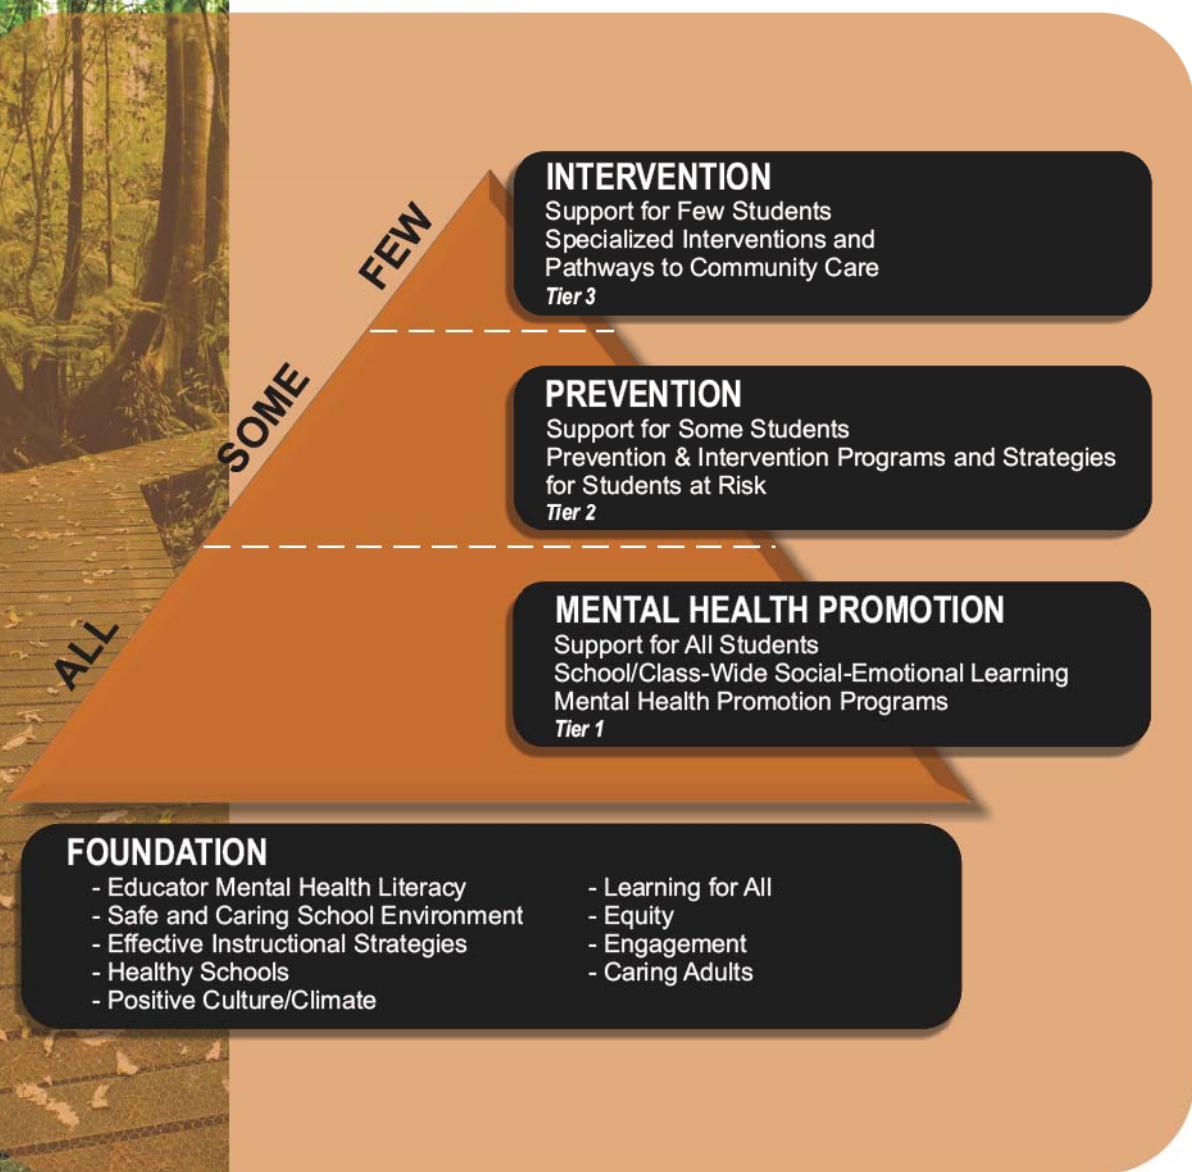 FEW
INTERVENTION
Support for Few Students
Specialized Interventions and
Pathways to Community Care
Tier 3
SOME
PREVENTION
Support for Some Students
Prevention & Intervention Programs and Strategies
for Students at Risk
Tier 2
ALL
MENTAL HEALTH PROMOTION
Support for All Students
School/Class-Wide Social-Emotional Learning
Mental Health Promotion Programs
Tier 1
FOUNDATION
- Educator Mental Health Literacy
- Safe and Caring School Environment
- Effective Instructional Strategies
- Healthy Schools
- Positive Culture/Climate
- Learning for All
- Equity
- Engagement
- Caring Adults